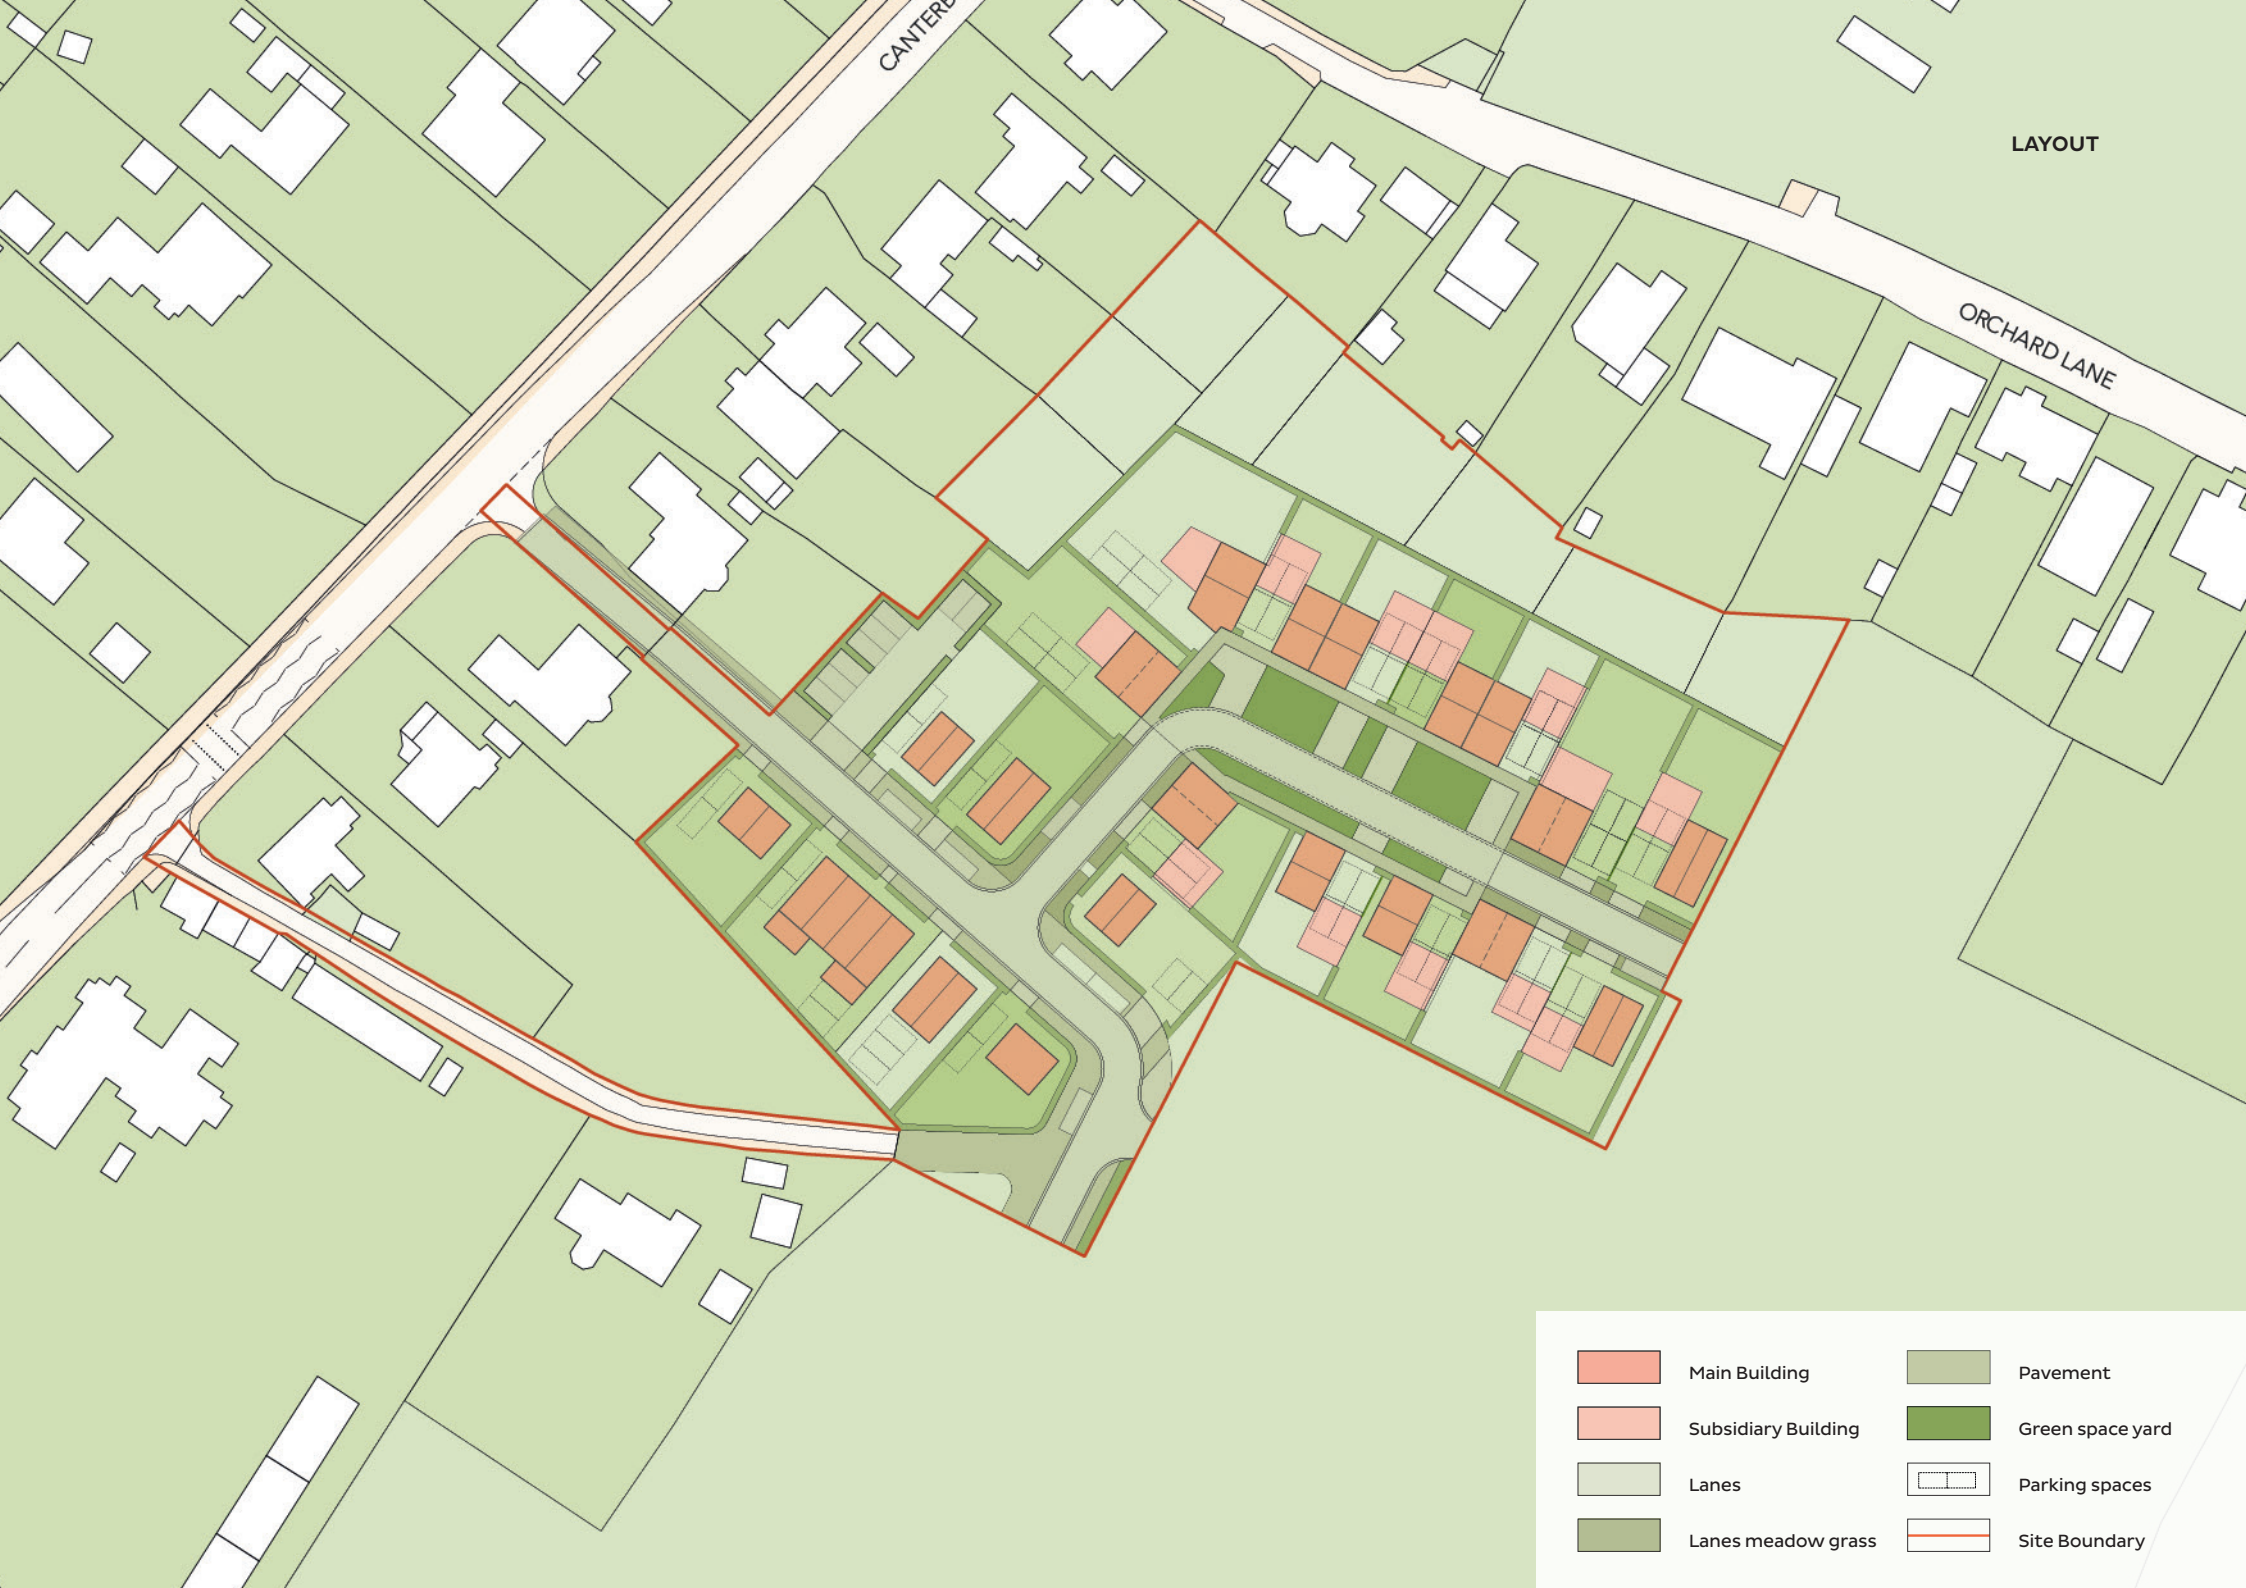 CANTERB
LAYOUT
ORCHARD LANE
Main Building
Pavement
Subsidiary Building
Green space yard
Lanes
Parking spaces
Lanes meadow grass
Site Boundary